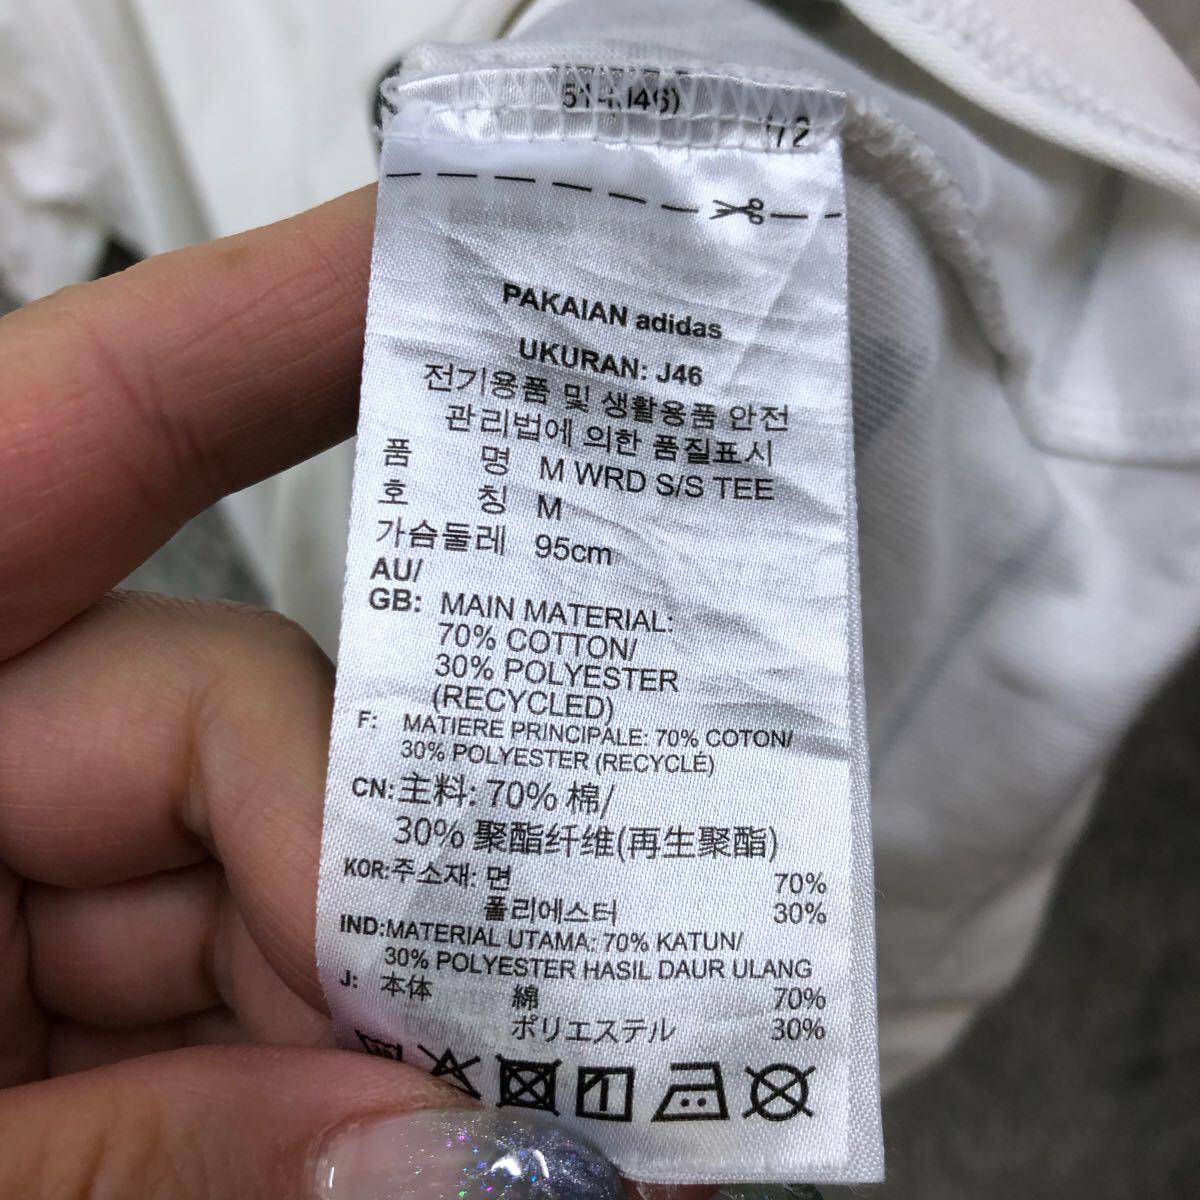 PAKAIAN adidas
UKURAN: J46
전기용품 및 생활용품 안전
관리법에 의한 품질표시
품 명 M WRD S/S TEE
호 칭 M
가슴둘레 95cm
AU/
GB: MAIN MATERIAL:
70% COTTON/
30% POLYESTER
(RECYCLED)
F: MATIERE PRINCIPALE: 70% COTON/
30% POLYESTER (RECYCLÉ)
CN: 主料: 70% 棉/
30% 聚酯纤维(再生聚酯)
KOR: 주소재: 면 70%
폴리에스터 30%
IND: MATERIAL UTAMA: 70% KATUN/
30% POLYESTER HASIL DAUR ULANG
J: 本体 綿 70%
ポリエステル 30%